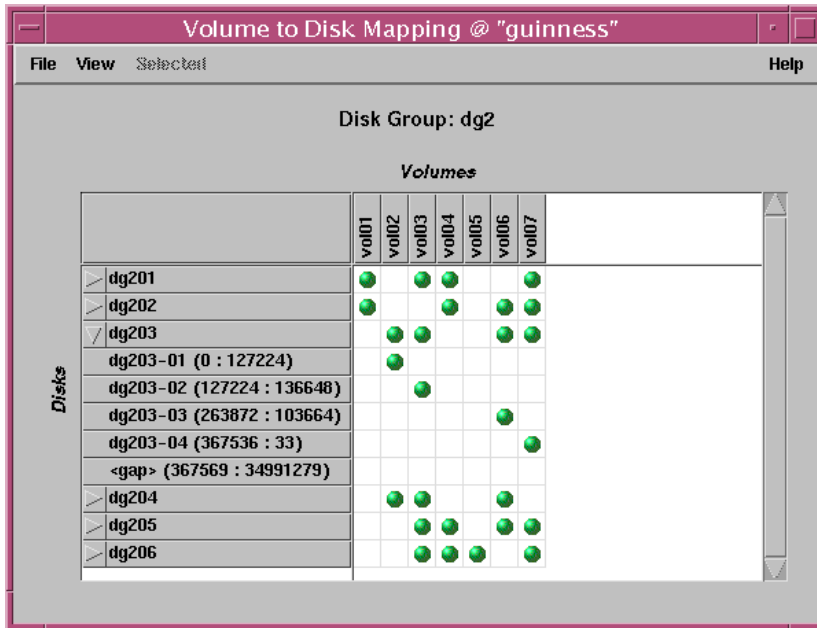 Volume to Disk Mapping @ "guinness"
File View Selected Help
Disk Group: dg2
Volumes
vol01 vol02 vol03 vol04 vol05 vol06 vol07
Disks
dg201
dg202
dg203
dg203-01 (0 : 127224)
dg203-02 (127224 : 136648)
dg203-03 (263872 : 103664)
dg203-04 (367536 : 33)
<gap> (367569 : 34991279)
dg204
dg205
dg206